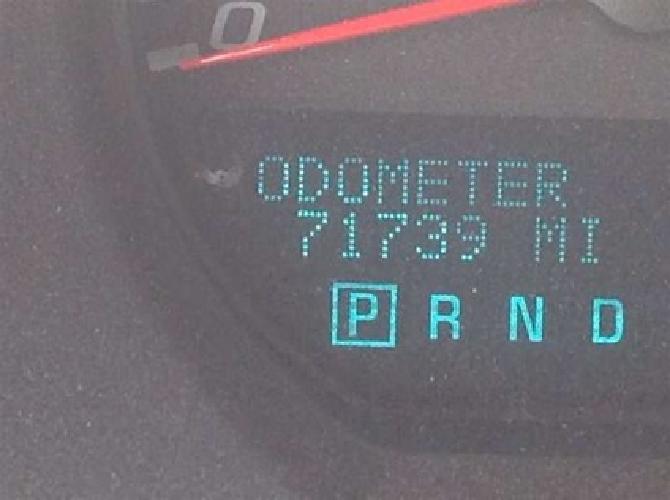 0
ODOMETER
71739 MI
P R N D